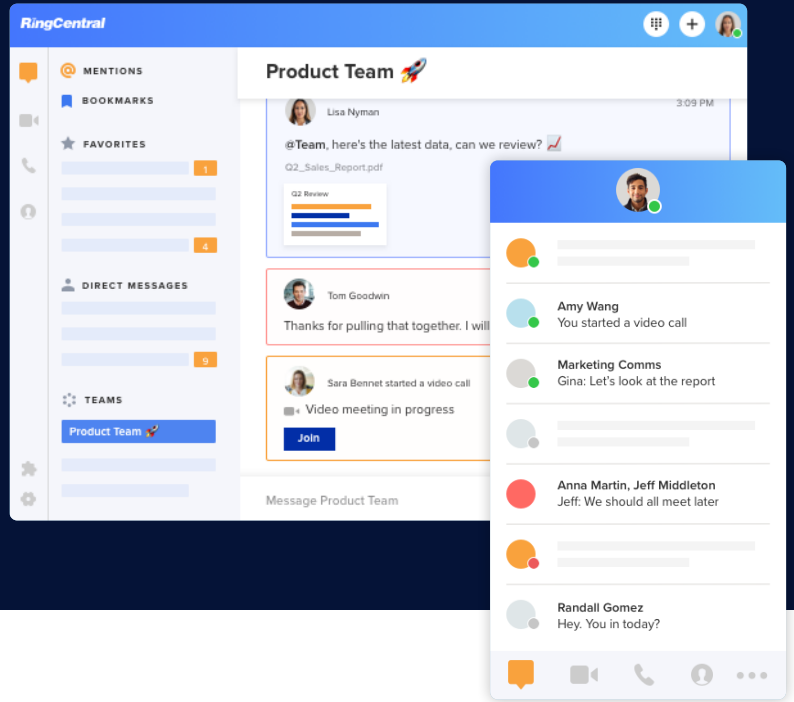 RingCentral
MENTIONS
BOOKMARKS
FAVORITES
1
4
DIRECT MESSAGES
9
TEAMS
Product Team 🚀
Product Team 🚀
Lisa Nyman
3:09 PM
@Team, here's the latest data, can we review? 📈
Q2_Sales_Report.pdf
Q2 Review
Tom Goodwin
Thanks for pulling that together. I will
Sara Bennet started a video call
Video meeting in progress
Join
Message Product Team
Amy Wang
You started a video call
Marketing Comms
Gina: Let's look at the report
Anna Martin, Jeff Middleton
Jeff: We should all meet later
Randall Gomez
Hey. You in today?